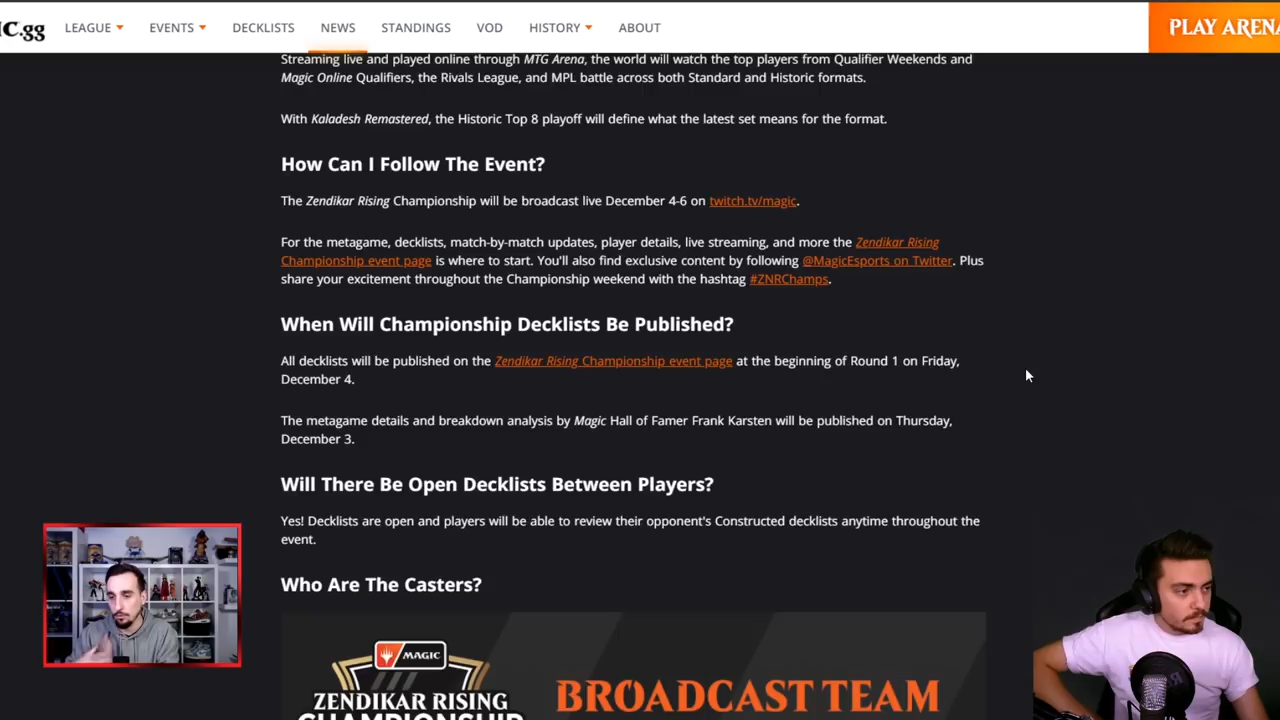 C.gg
LEAGUE
EVENTS
DECKLISTS
NEWS
STANDINGS
VOD
HISTORY
ABOUT
PLAY ARENA
Streaming live and played online through MTG Arena, the world will watch the top players from Qualifier Weekends and
Magic Online Qualifiers, the Rivals League, and MPL battle across both Standard and Historic formats.
With Kaladesh Remastered, the Historic Top 8 playoff will define what the latest set means for the format.
How Can I Follow The Event?
The Zendikar Rising Championship will be broadcast live December 4-6 on twitch.tv/magic.
For the metagame, decklists, match-by-match updates, player details, live streaming, and more the Zendikar Rising
Championship event page is where to start. You'll also find exclusive content by following @MagicEsports on Twitter. Plus
share your excitement throughout the Championship weekend with the hashtag #ZNRChamps.
When Will Championship Decklists Be Published?
All decklists will be published on the Zendikar Rising Championship event page at the beginning of Round 1 on Friday,
December 4.
The metagame details and breakdown analysis by Magic Hall of Famer Frank Karsten will be published on Thursday,
December 3.
Will There Be Open Decklists Between Players?
Yes! Decklists are open and players will be able to review their opponent's Constructed decklists anytime throughout the
event.
Who Are The Casters?
MAGIC
ZENDIKAR RISING
CHAMPIONSHIP
BROADCAST TEAM